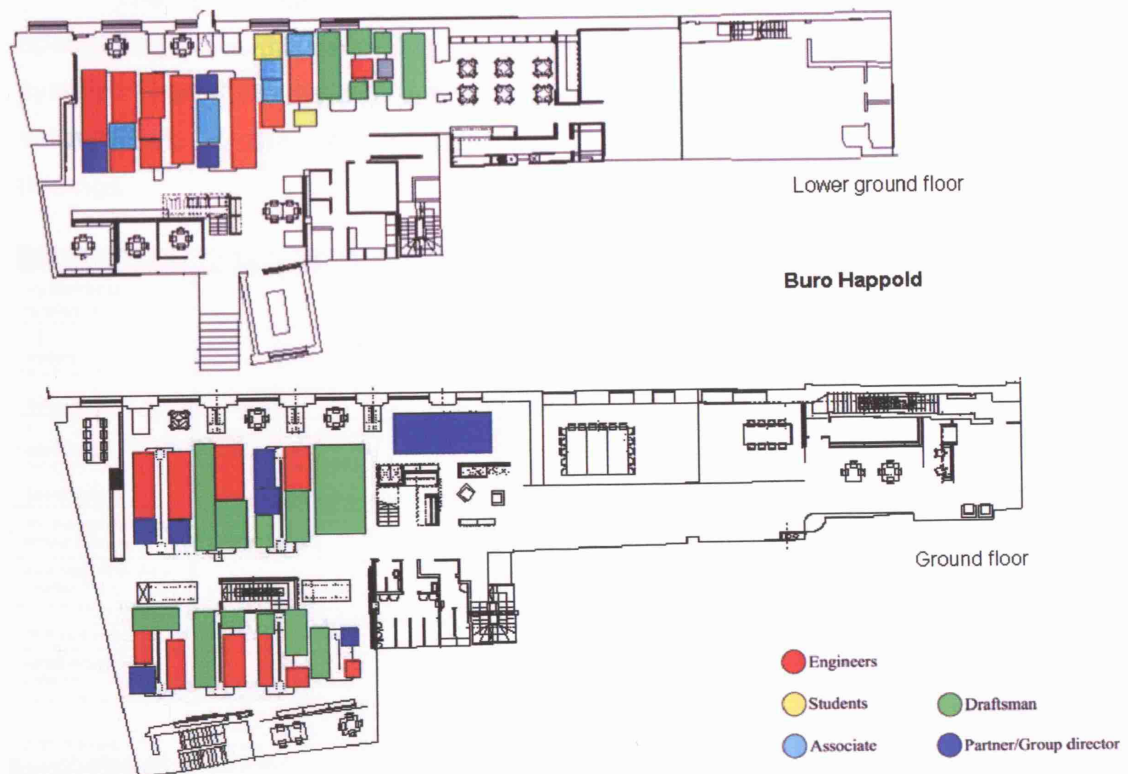 Lower ground floor
Buro Happold
Ground floor
Engineers
Students
Draftsman
Associate
Partner/Group director